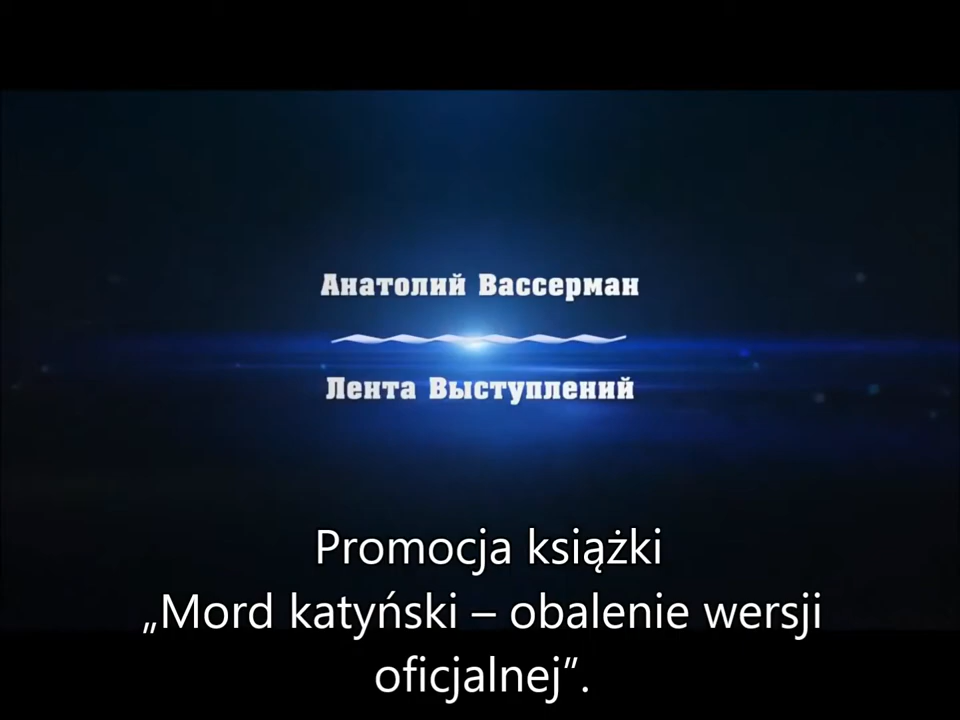 Анатолий Вассерман
Лента Выступлений
Promocja książki
„Mord katyński – obalenie wersji
oficjalnej”.